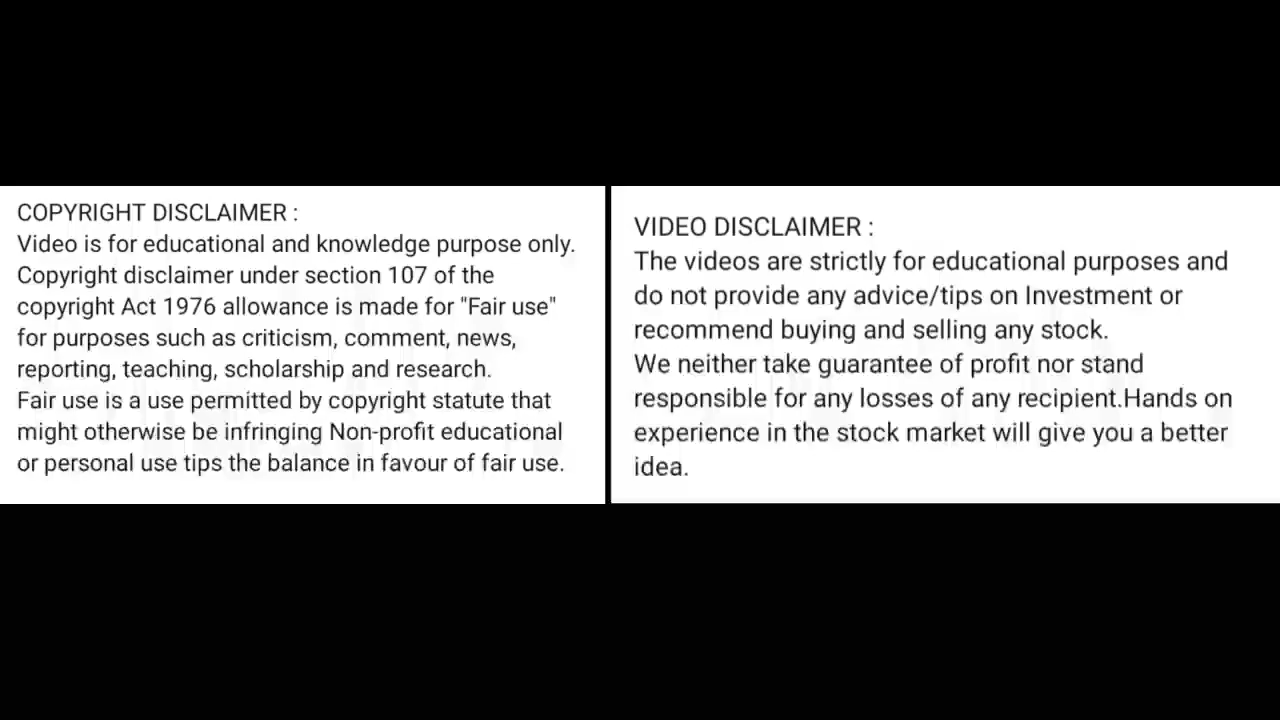 COPYRIGHT DISCLAIMER :
Video is for educational and knowledge purpose only.
Copyright disclaimer under section 107 of the
copyright Act 1976 allowance is made for "Fair use"
for purposes such as criticism, comment, news,
reporting, teaching, scholarship and research.
Fair use is a use permitted by copyright statute that
might otherwise be infringing Non-profit educational
or personal use tips the balance in favour of fair use.
VIDEO DISCLAIMER :
The videos are strictly for educational purposes and
do not provide any advice/tips on Investment or
recommend buying and selling any stock.
We neither take guarantee of profit nor stand
responsible for any losses of any recipient.Hands on
experience in the stock market will give you a better
idea.